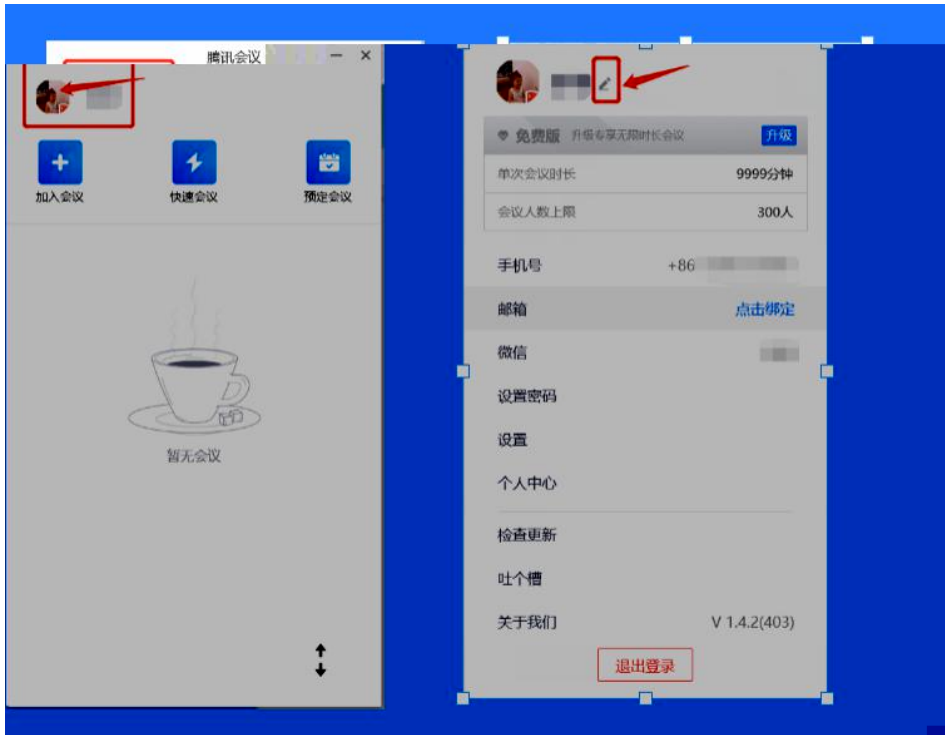 腾讯会议
加入会议
快速会议
预定会议
暂无会议
免费版 升级专享无限时长会议 升级
单次会议时长 9999分钟
会议人数上限 300人
手机号 +86
邮箱 点击绑定
微信
设置密码
设置
个人中心
检查更新
吐个槽
关于我们 V 1.4.2(403)
退出登录